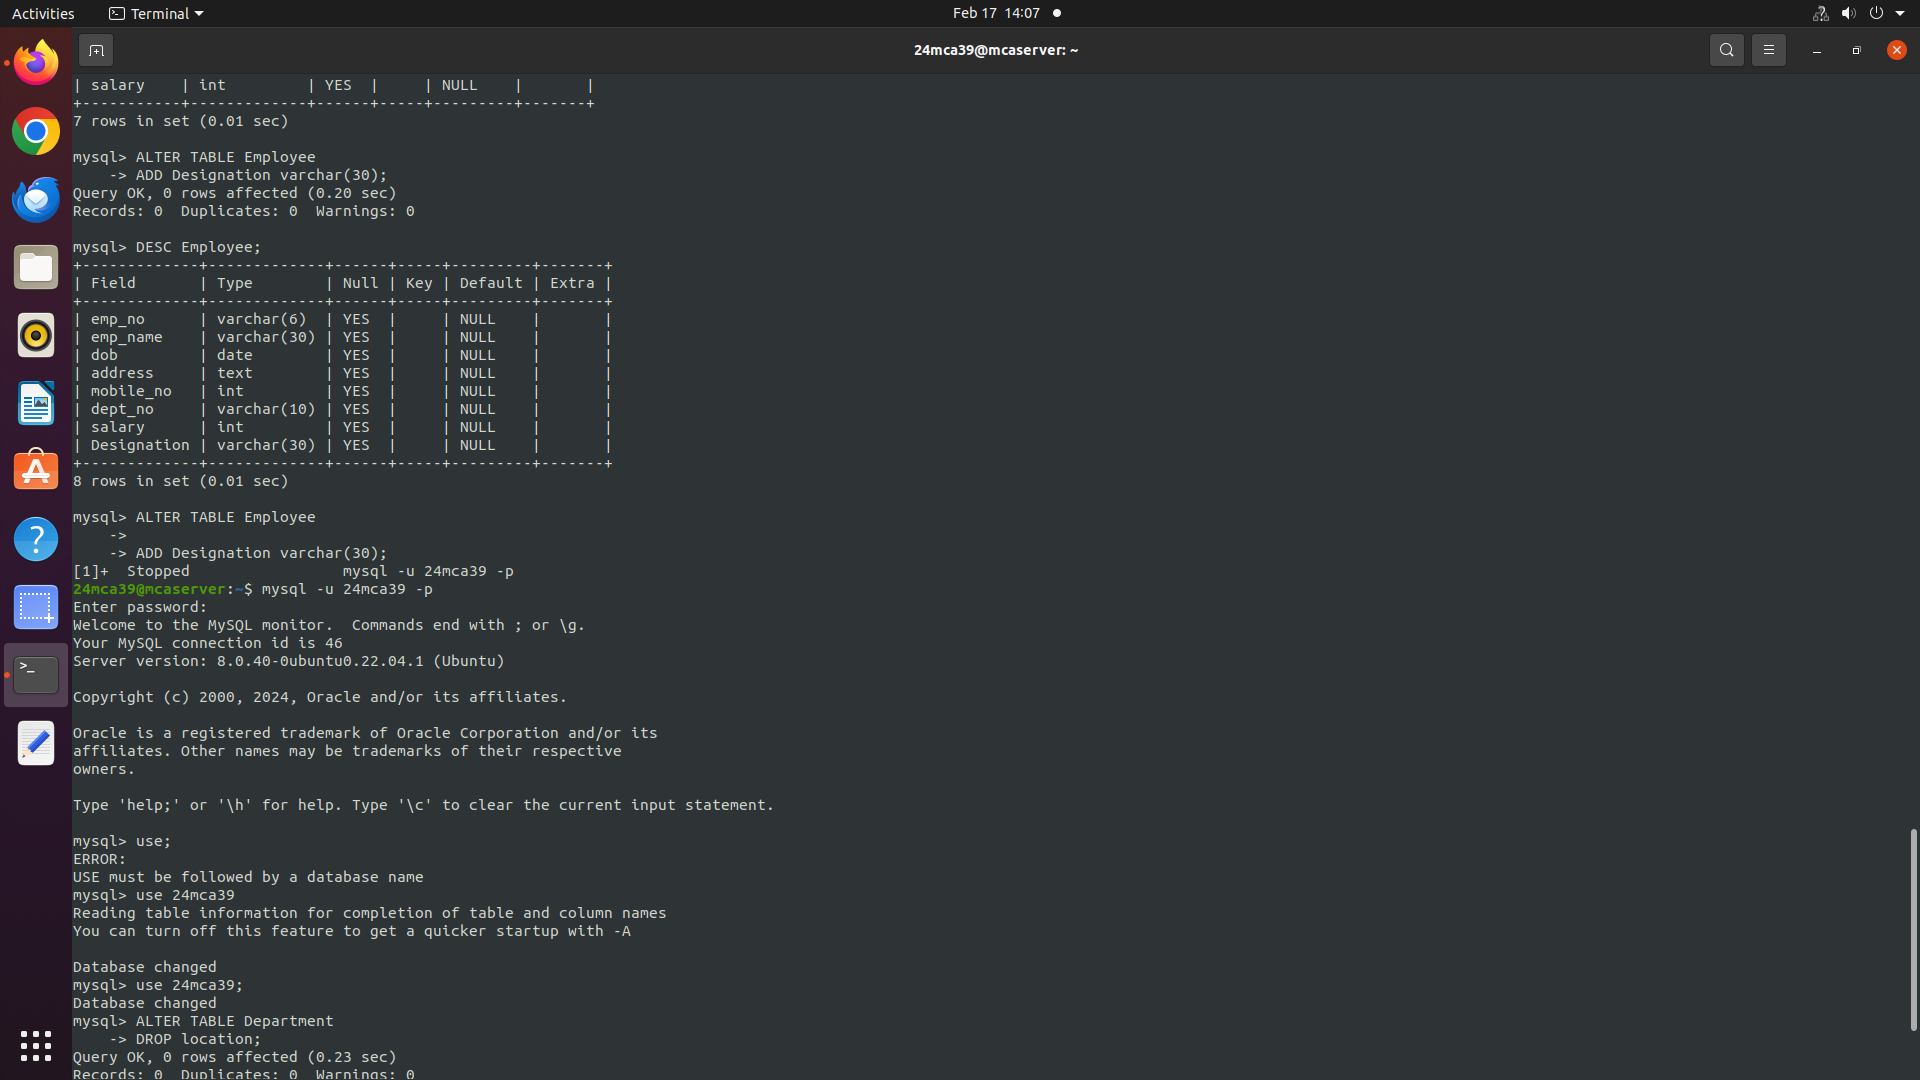 Activities
Terminal
Feb 17 14:07
24mca39@mcaserver: ~
| salary    | int         | YES  |     | NULL    |       |
+-----------+-------------+------+-----+---------+-------+
7 rows in set (0.01 sec)
mysql> ALTER TABLE Employee
    -> ADD Designation varchar(30);
Query OK, 0 rows affected (0.20 sec)
Records: 0  Duplicates: 0  Warnings: 0
mysql> DESC Employee;
+-------------+-------------+------+-----+---------+-------+
| Field       | Type        | Null | Key | Default | Extra |
+-------------+-------------+------+-----+---------+-------+
| emp_no      | varchar(6)  | YES  |     | NULL    |       |
| emp_name    | varchar(30) | YES  |     | NULL    |       |
| dob         | date        | YES  |     | NULL    |       |
| address     | text        | YES  |     | NULL    |       |
| mobile_no   | int         | YES  |     | NULL    |       |
| dept_no     | varchar(10) | YES  |     | NULL    |       |
| salary      | int         | YES  |     | NULL    |       |
| Designation | varchar(30) | YES  |     | NULL    |       |
+-------------+-------------+------+-----+---------+-------+
8 rows in set (0.01 sec)
mysql> ALTER TABLE Employee
    ->
    -> ADD Designation varchar(30);
[1]+  Stopped                 mysql -u 24mca39 -p
24mca39@mcaserver:~$ mysql -u 24mca39 -p
Enter password:
Welcome to the MySQL monitor.  Commands end with ; or \g.
Your MySQL connection id is 46
Server version: 8.0.40-0ubuntu0.22.04.1 (Ubuntu)
Copyright (c) 2000, 2024, Oracle and/or its affiliates.
Oracle is a registered trademark of Oracle Corporation and/or its
affiliates. Other names may be trademarks of their respective
owners.
Type 'help;' or '\h' for help. Type '\c' to clear the current input statement.
mysql> use;
ERROR:
USE must be followed by a database name
mysql> use 24mca39
Reading table information for completion of table and column names
You can turn off this feature to get a quicker startup with -A
Database changed
mysql> use 24mca39;
Database changed
mysql> ALTER TABLE Department
    -> DROP location;
Query OK, 0 rows affected (0.23 sec)
Records: 0  Duplicates: 0  Warnings: 0